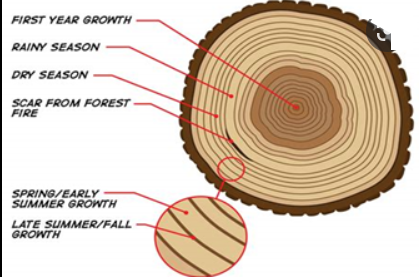 FIRST YEAR GROWTH
RAINY SEASON
DRY SEASON
SCAR FROM FOREST
FIRE
SPRING/EARLY
SUMMER GROWTH
LATE SUMMER/FALL
GROWTH